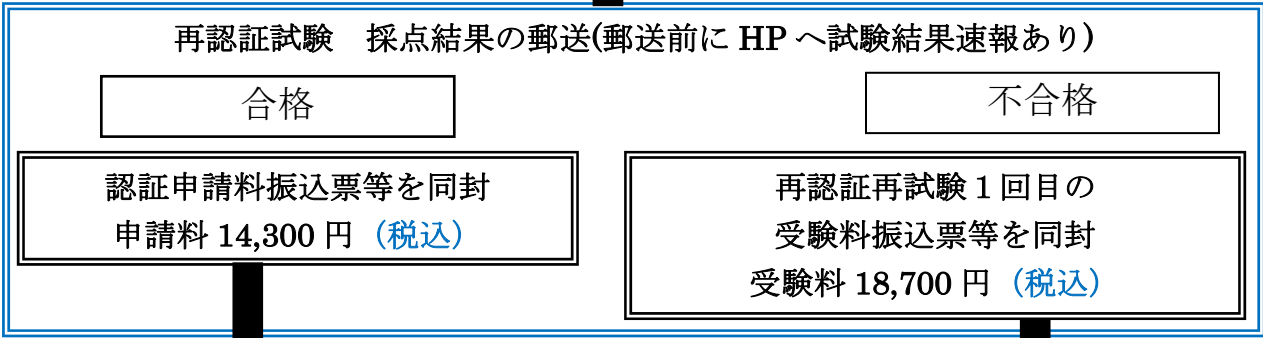 再認証試験　採点結果の郵送(郵送前に HP へ試験結果速報あり)
合格
不合格
認証申請料振込票等を同封
申請料 14,300 円（税込）
再認証再試験 1 回目の
受験料振込票等を同封
受験料 18,700 円（税込）